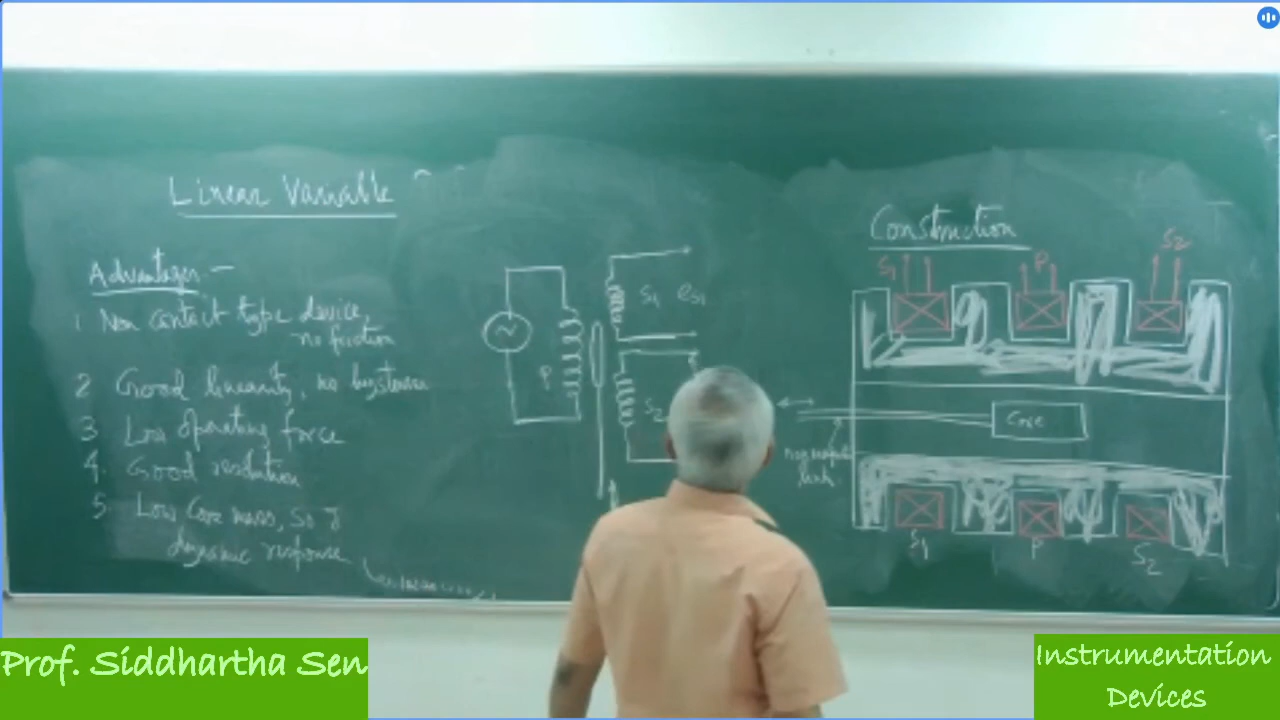 Linear Variable
Advantages -
1. Non contact type device,
no friction
2 Good linearity, no
3 Low operating force
4. Good resolution
5. Low Core mass, So
dynamic response
P
S1 eS1
S2
Construction
S1
P
S2
Core
link
S1
P
S2
Prof. Siddhartha Sen
Instrumentation
Devices